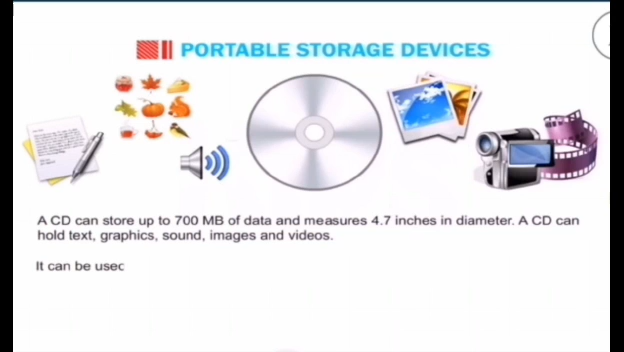 PORTABLE STORAGE DEVICES
A CD can store up to 700 MB of data and measures 4.7 inches in diameter. A CD can
hold text, graphics, sound, images and videos.
It can be usec